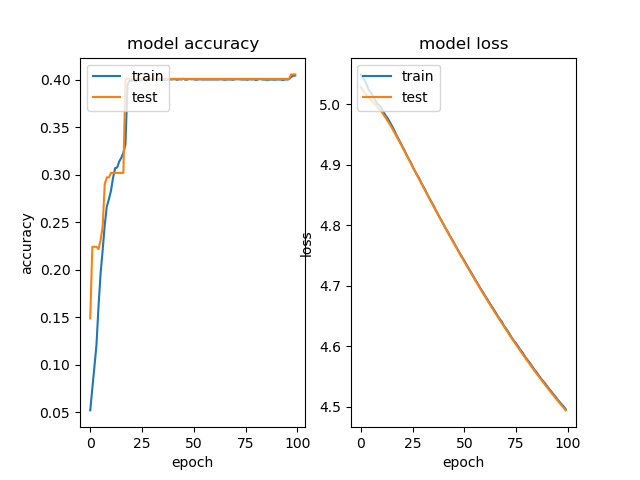 model accuracy
train
test
0.40
0.35
0.30
0.25
0.20
0.15
0.10
0.05
accuracy
0
25
50
75
100
epoch
model loss
train
test
5.0
4.9
4.8
4.7
4.6
4.5
loss
0
25
50
75
100
epoch